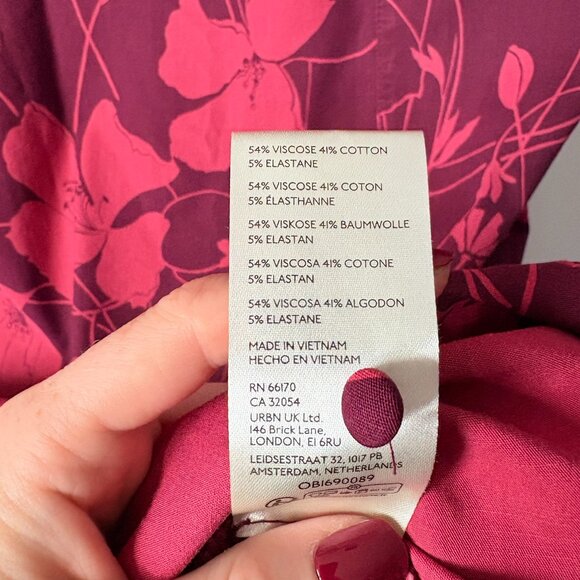 54% VISCOSE 41% COTTON
5% ELASTANE
54% VISCOSE 41% COTON
5% ÉLASTHANNE
54% VISKOSE 41% BAUMWOLLE
5% ELASTAN
54% VISCOSA 41% COTONE
5% ELASTAN
54% VISCOSA 41% ALGODON
5% ELASTANE
MADE IN VIETNAM
HECHO EN VIETNAM
RN 66170
CA 32054
URBN UK Ltd.
146 Brick Lane,
LONDON, E1 6RU
LEIDSESTRAAT 32, 1017 PB
AMSTERDAM, NETHERLANDS
OB1690089